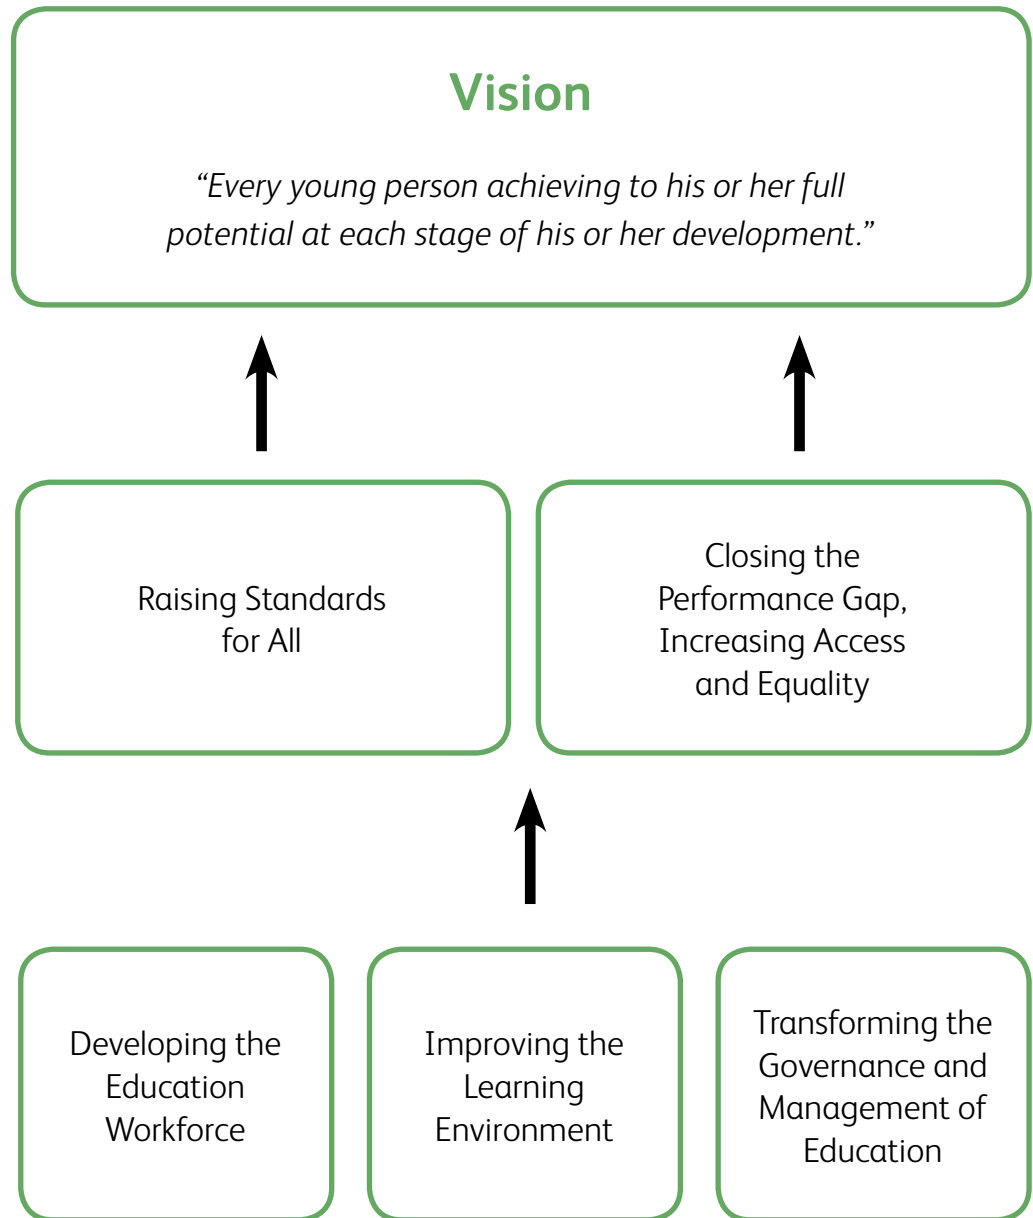 Vision
“Every young person achieving to his or her full
potential at each stage of his or her development.”
Raising Standards
for All
Closing the
Performance Gap,
Increasing Access
and Equality
Developing the
Education
Workforce
Improving the
Learning
Environment
Transforming the
Governance and
Management of
Education